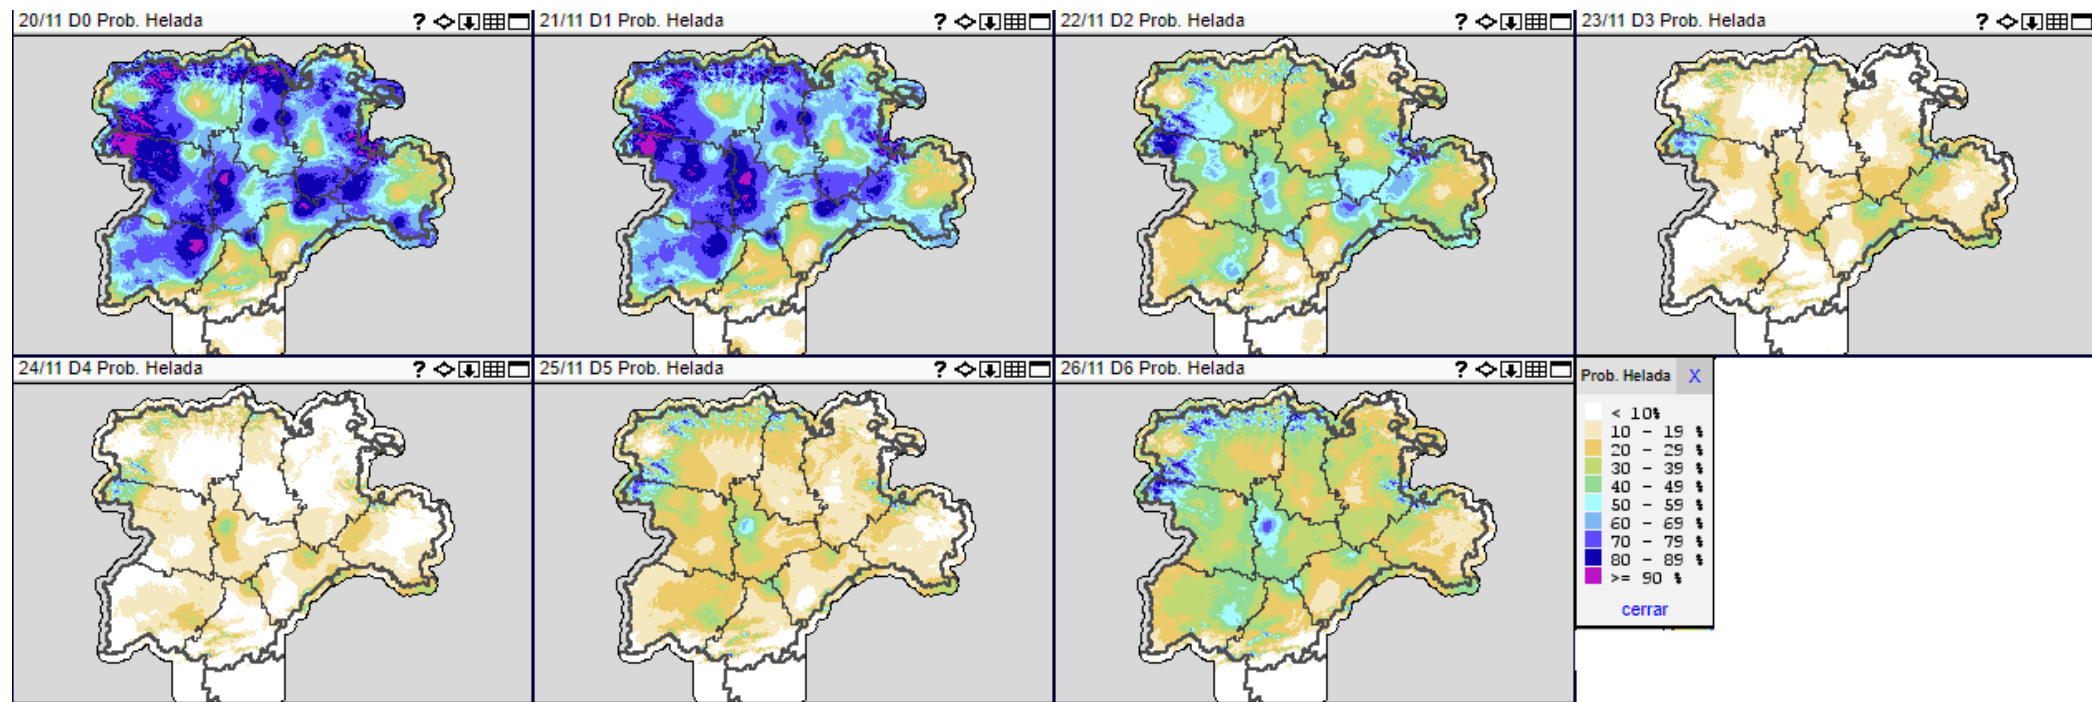 20/11 D0 Prob. Helada ?
21/11 D1 Prob. Helada ?
22/11 D2 Prob. Helada ?
23/11 D3 Prob. Helada ?
24/11 D4 Prob. Helada ?
25/11 D5 Prob. Helada ?
26/11 D6 Prob. Helada ?
Prob. Helada X
< 10%
10 - 19 %
20 - 29 %
30 - 39 %
40 - 49 %
50 - 59 %
60 - 69 %
70 - 79 %
80 - 89 %
>= 90 %
cerrar